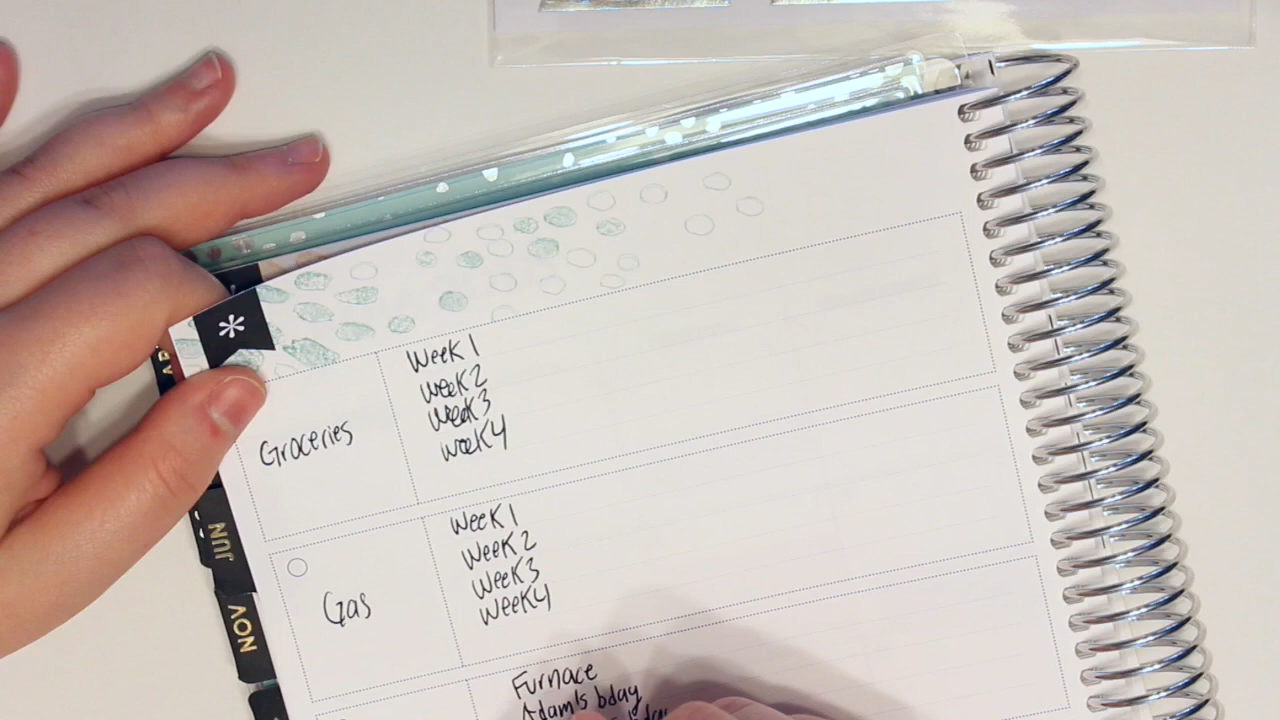 *
Week 1
Week 2
Week 3
Week 4
Groceries
Week 1
Week 2
Week 3
Week 4
Gas
Furnace
Adam's bday
JUN
NOV